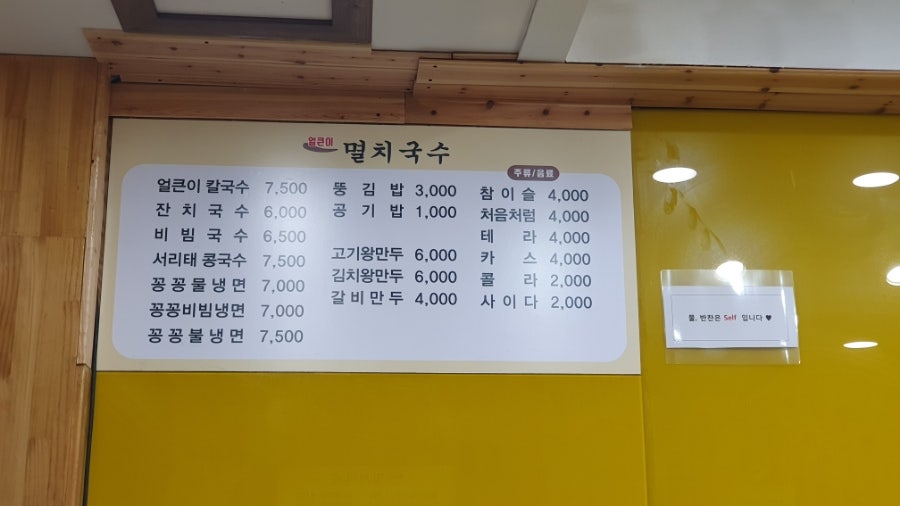 얼큰이 멸치국수
얼큰이 칼국수 7,500
잔치국수 6,000
비빔국수 6,500
서리태 콩국수 7,500
꽁꽁물냉면 7,000
꽁꽁비빔냉면 7,000
꽁꽁불냉면 7,500
뚱김밥 3,000
공기밥 1,000
고기왕만두 6,000
김치왕만두 6,000
갈비만두 4,000
주류/음료
참이슬 4,000
처음처럼 4,000
테라 4,000
카스 4,000
콜라 2,000
사이다 2,000
물, 반찬은 Self 입니다 ♥